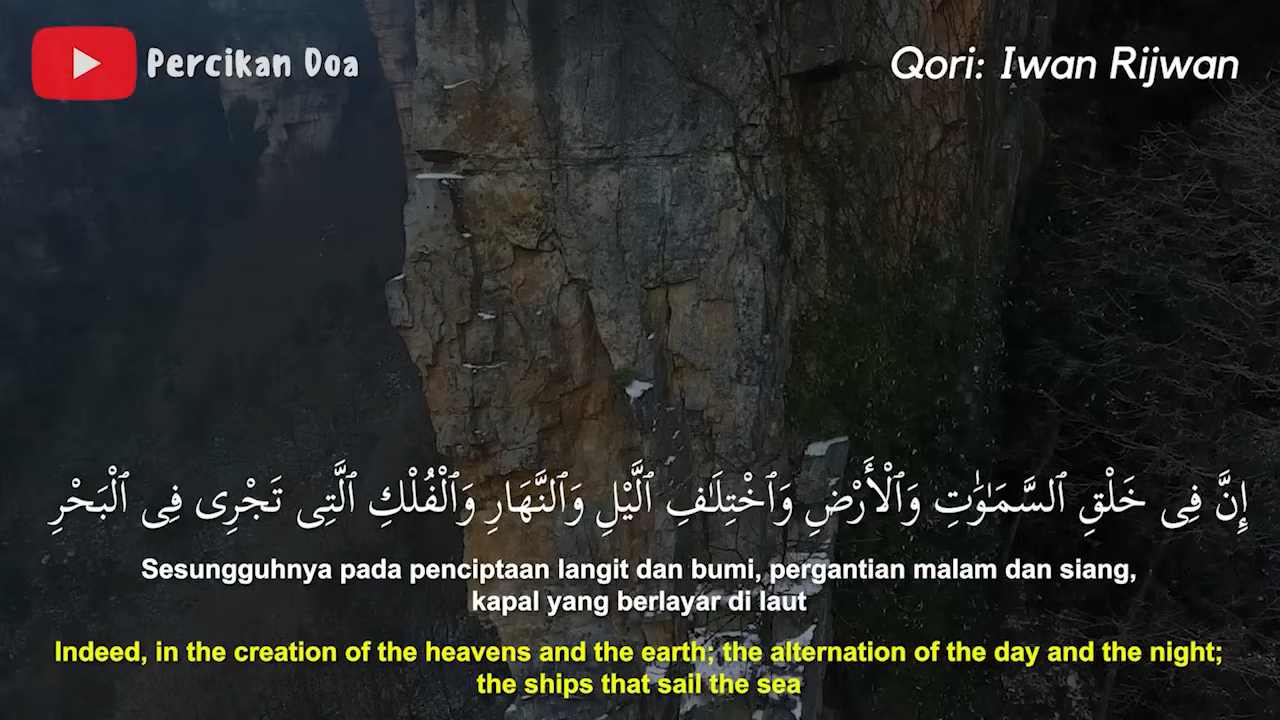 Percikan Doa
Qori: Iwan Rijwan
إِنَّ فِى خَلْقِ ٱلسَّمَـٰوَٰتِ وَٱلْأَرْضِ وَٱخْتِلَـٰفِ ٱلَّيْلِ وَٱلنَّهَارِ وَٱلْفُلْكِ ٱلَّتِى تَجْرِى فِى ٱلْبَحْرِ
Sesungguhnya pada penciptaan langit dan bumi, pergantian malam dan siang,
kapal yang berlayar di laut
Indeed, in the creation of the heavens and the earth; the alternation of the day and the night;
the ships that sail the sea